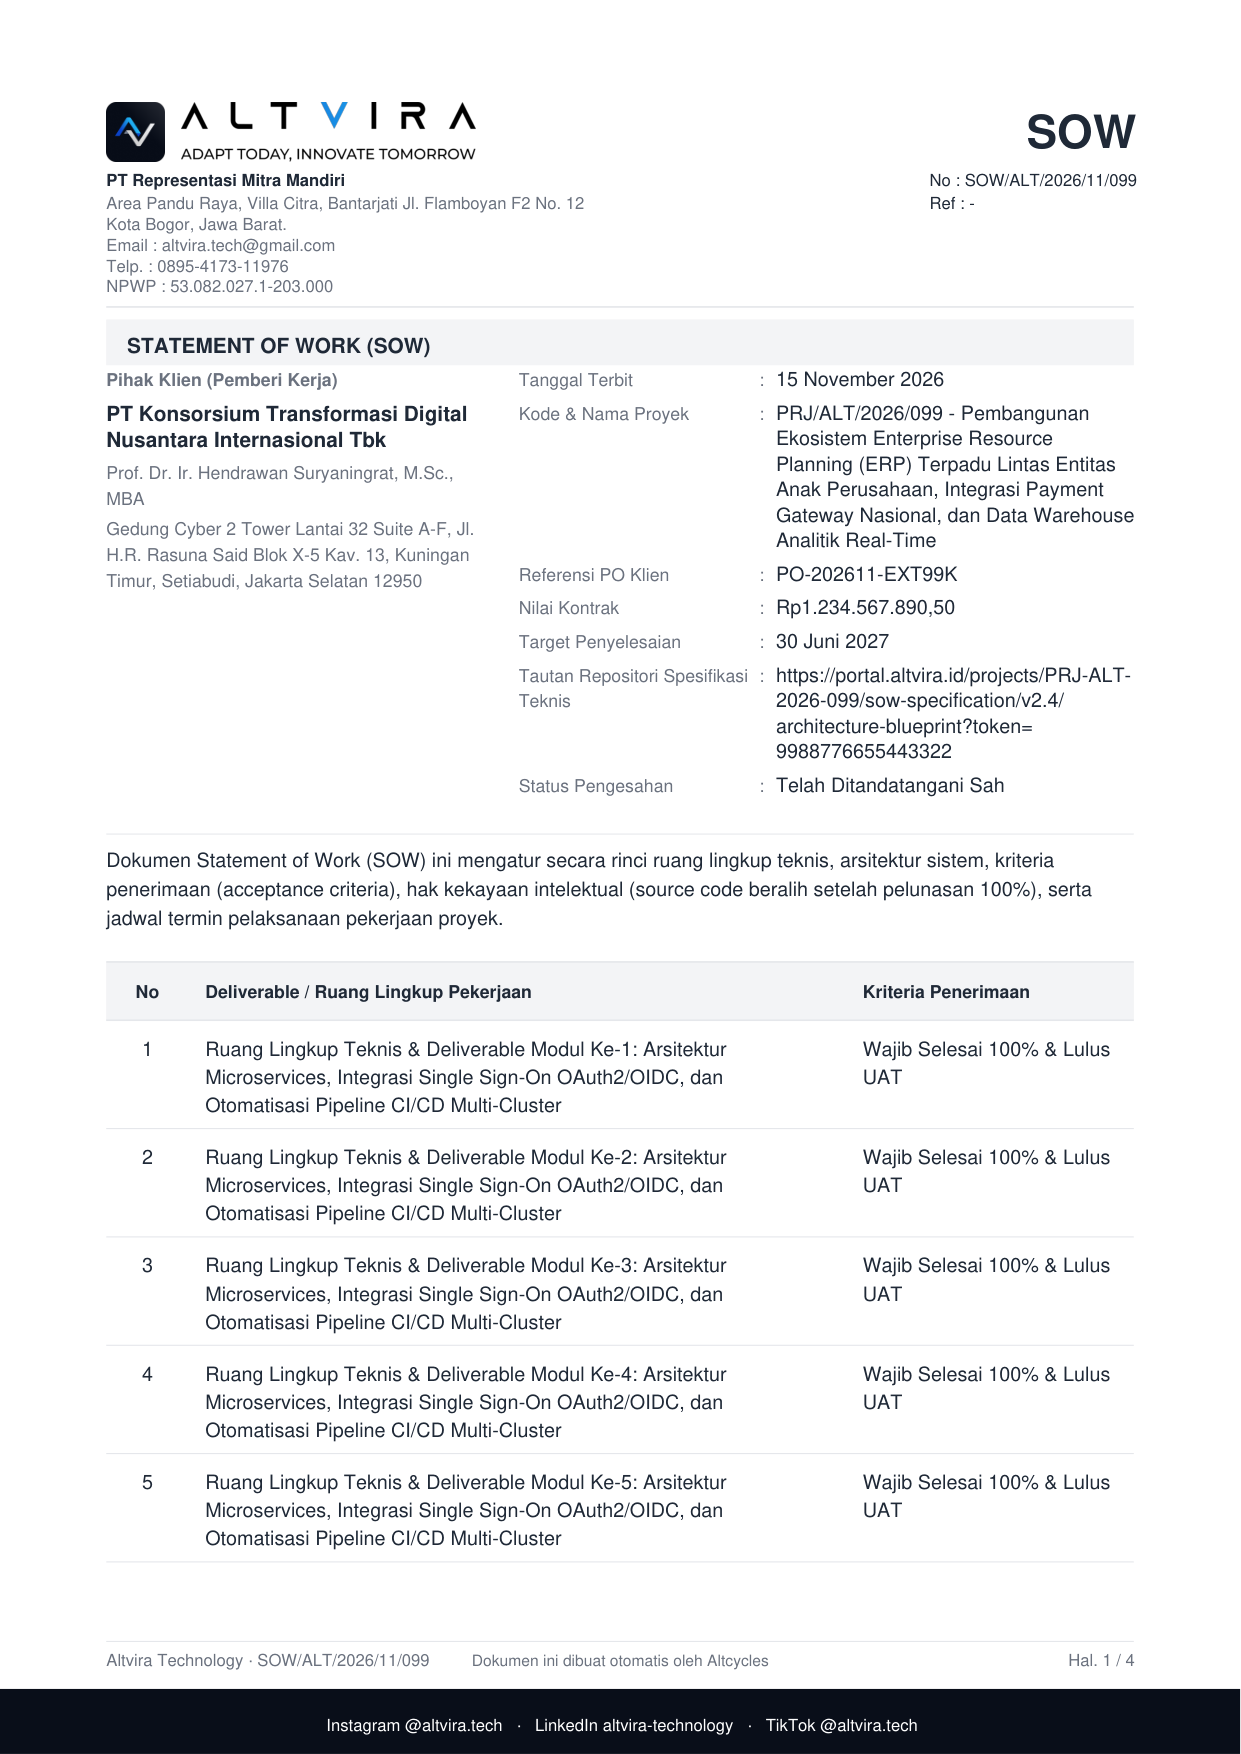 ALTVIRA
ADAPT TODAY, INNOVATE TOMORROW
SOW
PT Representasi Mitra Mandiri
Area Pandu Raya, Villa Citra, Bantarjati Jl. Flamboyan F2 No. 12
Kota Bogor, Jawa Barat.
Email : altvira.tech@gmail.com
Telp. : 0895-4173-11976
NPWP : 53.082.027.1-203.000
No : SOW/ALT/2026/11/099
Ref : -
STATEMENT OF WORK (SOW)
Pihak Klien (Pemberi Kerja)
PT Konsorsium Transformasi Digital
Nusantara Internasional Tbk
Prof. Dr. Ir. Hendrawan Suryaningrat, M.Sc.,
MBA
Gedung Cyber 2 Tower Lantai 32 Suite A-F, Jl.
H.R. Rasuna Said Blok X-5 Kav. 13, Kuningan
Timur, Setiabudi, Jakarta Selatan 12950
Tanggal Terbit : 15 November 2026
Kode & Nama Proyek : PRJ/ALT/2026/099 - Pembangunan
Ekosistem Enterprise Resource
Planning (ERP) Terpadu Lintas Entitas
Anak Perusahaan, Integrasi Payment
Gateway Nasional, dan Data Warehouse
Analitik Real-Time
Referensi PO Klien : PO-202611-EXT99K
Nilai Kontrak : Rp1.234.567.890,50
Target Penyelesaian : 30 Juni 2027
Tautan Repositori Spesifikasi : https://portal.altvira.id/projects/PRJ-ALT-
Teknis 2026-099/sow-specification/v2.4/
architecture-blueprint?token=
9988776655443322
Status Pengesahan : Telah Ditandatangani Sah
Dokumen Statement of Work (SOW) ini mengatur secara rinci ruang lingkup teknis, arsitektur sistem, kriteria
penerimaan (acceptance criteria), hak kekayaan intelektual (source code beralih setelah pelunasan 100%), serta
jadwal termin pelaksanaan pekerjaan proyek.
No Deliverable / Ruang Lingkup Pekerjaan Kriteria Penerimaan
1 Ruang Lingkup Teknis & Deliverable Modul Ke-1: Arsitektur Wajib Selesai 100% & Lulus
Microservices, Integrasi Single Sign-On OAuth2/OIDC, dan UAT
Otomatisasi Pipeline CI/CD Multi-Cluster
2 Ruang Lingkup Teknis & Deliverable Modul Ke-2: Arsitektur Wajib Selesai 100% & Lulus
Microservices, Integrasi Single Sign-On OAuth2/OIDC, dan UAT
Otomatisasi Pipeline CI/CD Multi-Cluster
3 Ruang Lingkup Teknis & Deliverable Modul Ke-3: Arsitektur Wajib Selesai 100% & Lulus
Microservices, Integrasi Single Sign-On OAuth2/OIDC, dan UAT
Otomatisasi Pipeline CI/CD Multi-Cluster
4 Ruang Lingkup Teknis & Deliverable Modul Ke-4: Arsitektur Wajib Selesai 100% & Lulus
Microservices, Integrasi Single Sign-On OAuth2/OIDC, dan UAT
Otomatisasi Pipeline CI/CD Multi-Cluster
5 Ruang Lingkup Teknis & Deliverable Modul Ke-5: Arsitektur Wajib Selesai 100% & Lulus
Microservices, Integrasi Single Sign-On OAuth2/OIDC, dan UAT
Otomatisasi Pipeline CI/CD Multi-Cluster
Altvira Technology · SOW/ALT/2026/11/099 Dokumen ini dibuat otomatis oleh Altcycles Hal. 1 / 4
Instagram @altvira.tech · LinkedIn altvira-technology · TikTok @altvira.tech